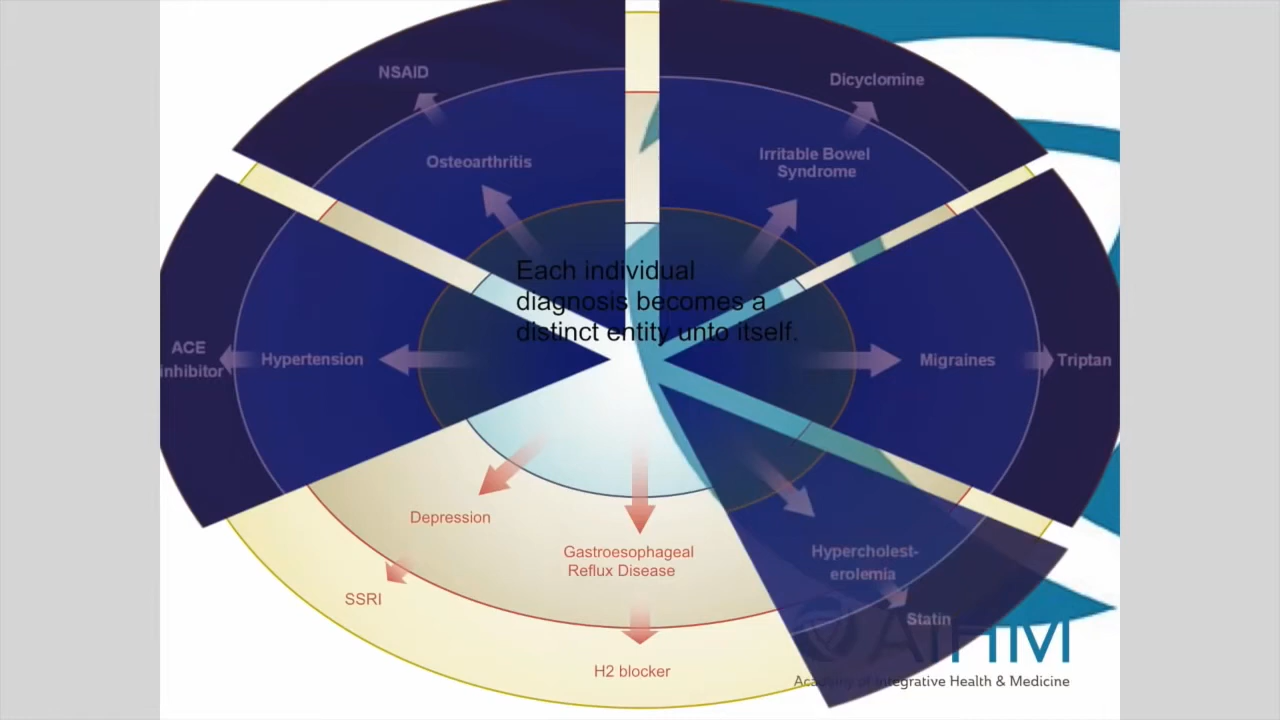 NSAID
Dicyclomine
Osteoarthritis
Irritable Bowel
Syndrome
Each individual
diagnosis becomes a
distinct entity unto itself.
ACE
inhibitor
Hypertension
Migraines
Triptan
Depression
Gastroesophageal
Reflux Disease
Hypercholest-
erolemia
SSRI
Statin
H2 blocker
AIHM
Academy of Integrative Health & Medicine